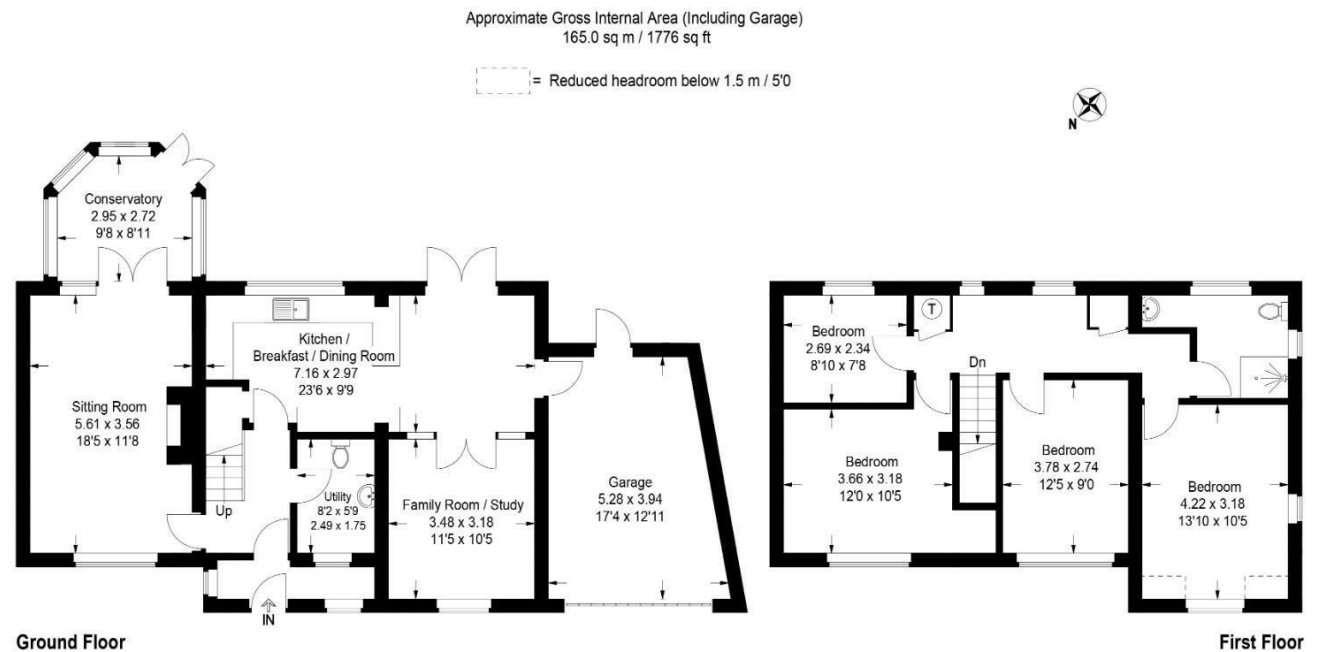 Approximate Gross Internal Area (Including Garage)
165.0 sq m / 1776 sq ft
= Reduced headroom below 1.5 m / 5'0
N
Conservatory
2.95 x 2.72
9'8 x 8'11
Kitchen /
Breakfast / Dining Room
7.16 x 2.97
23'6 x 9'9
Sitting Room
5.61 x 3.56
18'5 x 11'8
Up
Utility
8'2 x 5'9
2.49 x 1.75
Family Room / Study
3.48 x 3.18
11'5 x 10'5
Garage
5.28 x 3.94
17'4 x 12'11
IN
Ground Floor
Bedroom
2.69 x 2.34
8'10 x 7'8
T
Dn
Bedroom
3.66 x 3.18
12'0 x 10'5
Bedroom
3.78 x 2.74
12'5 x 9'0
Bedroom
4.22 x 3.18
13'10 x 10'5
First Floor